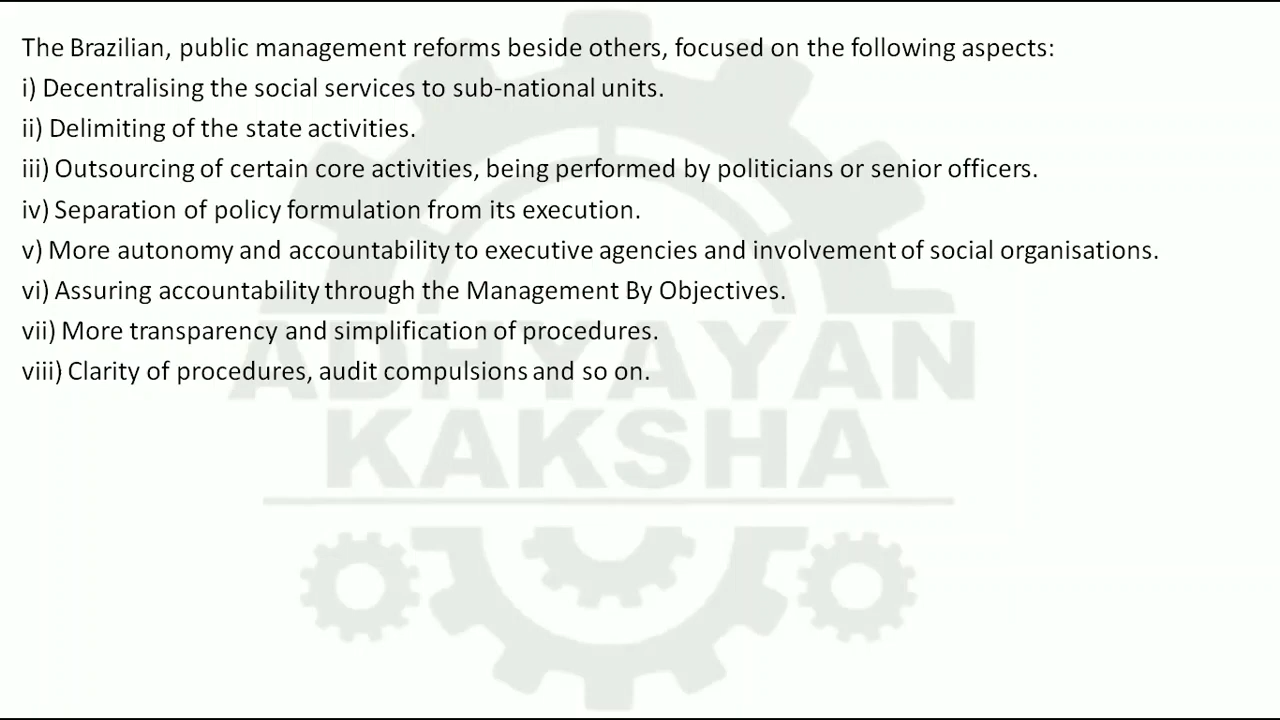 The Brazilian, public management reforms beside others, focused on the following aspects:
i) Decentralising the social services to sub-national units.
ii) Delimiting of the state activities.
iii) Outsourcing of certain core activities, being performed by politicians or senior officers.
iv) Separation of policy formulation from its execution.
v) More autonomy and accountability to executive agencies and involvement of social organisations.
vi) Assuring accountability through the Management By Objectives.
vii) More transparency and simplification of procedures.
viii) Clarity of procedures, audit compulsions and so on.
ADHYAYAN
KAKSHA